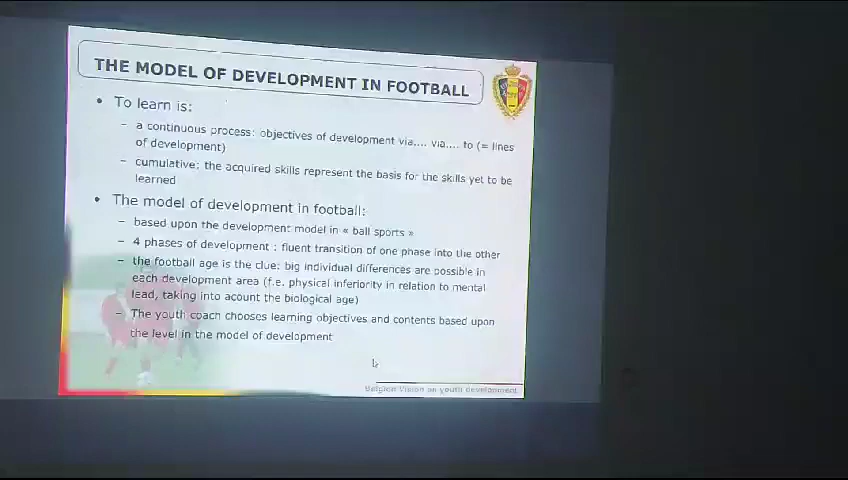 THE MODEL OF DEVELOPMENT IN FOOTBALL
• To learn is:
– a continuous process: objectives of development via.... via.... to (= lines
of development)
– cumulative: the acquired skills represent the basis for the skills yet to be
learned
• The model of development in football:
– based upon the development model in « ball sports »
– 4 phases of development : fluent transition of one phase into the other
– the football age is the clue: big individual differences are possible in
each development area (f.e. physical inferiority in relation to mental
lead, taking into acount the biological age)
– The youth coach chooses learning objectives and contents based upon
the level in the model of development
Belgian Vision on youth development